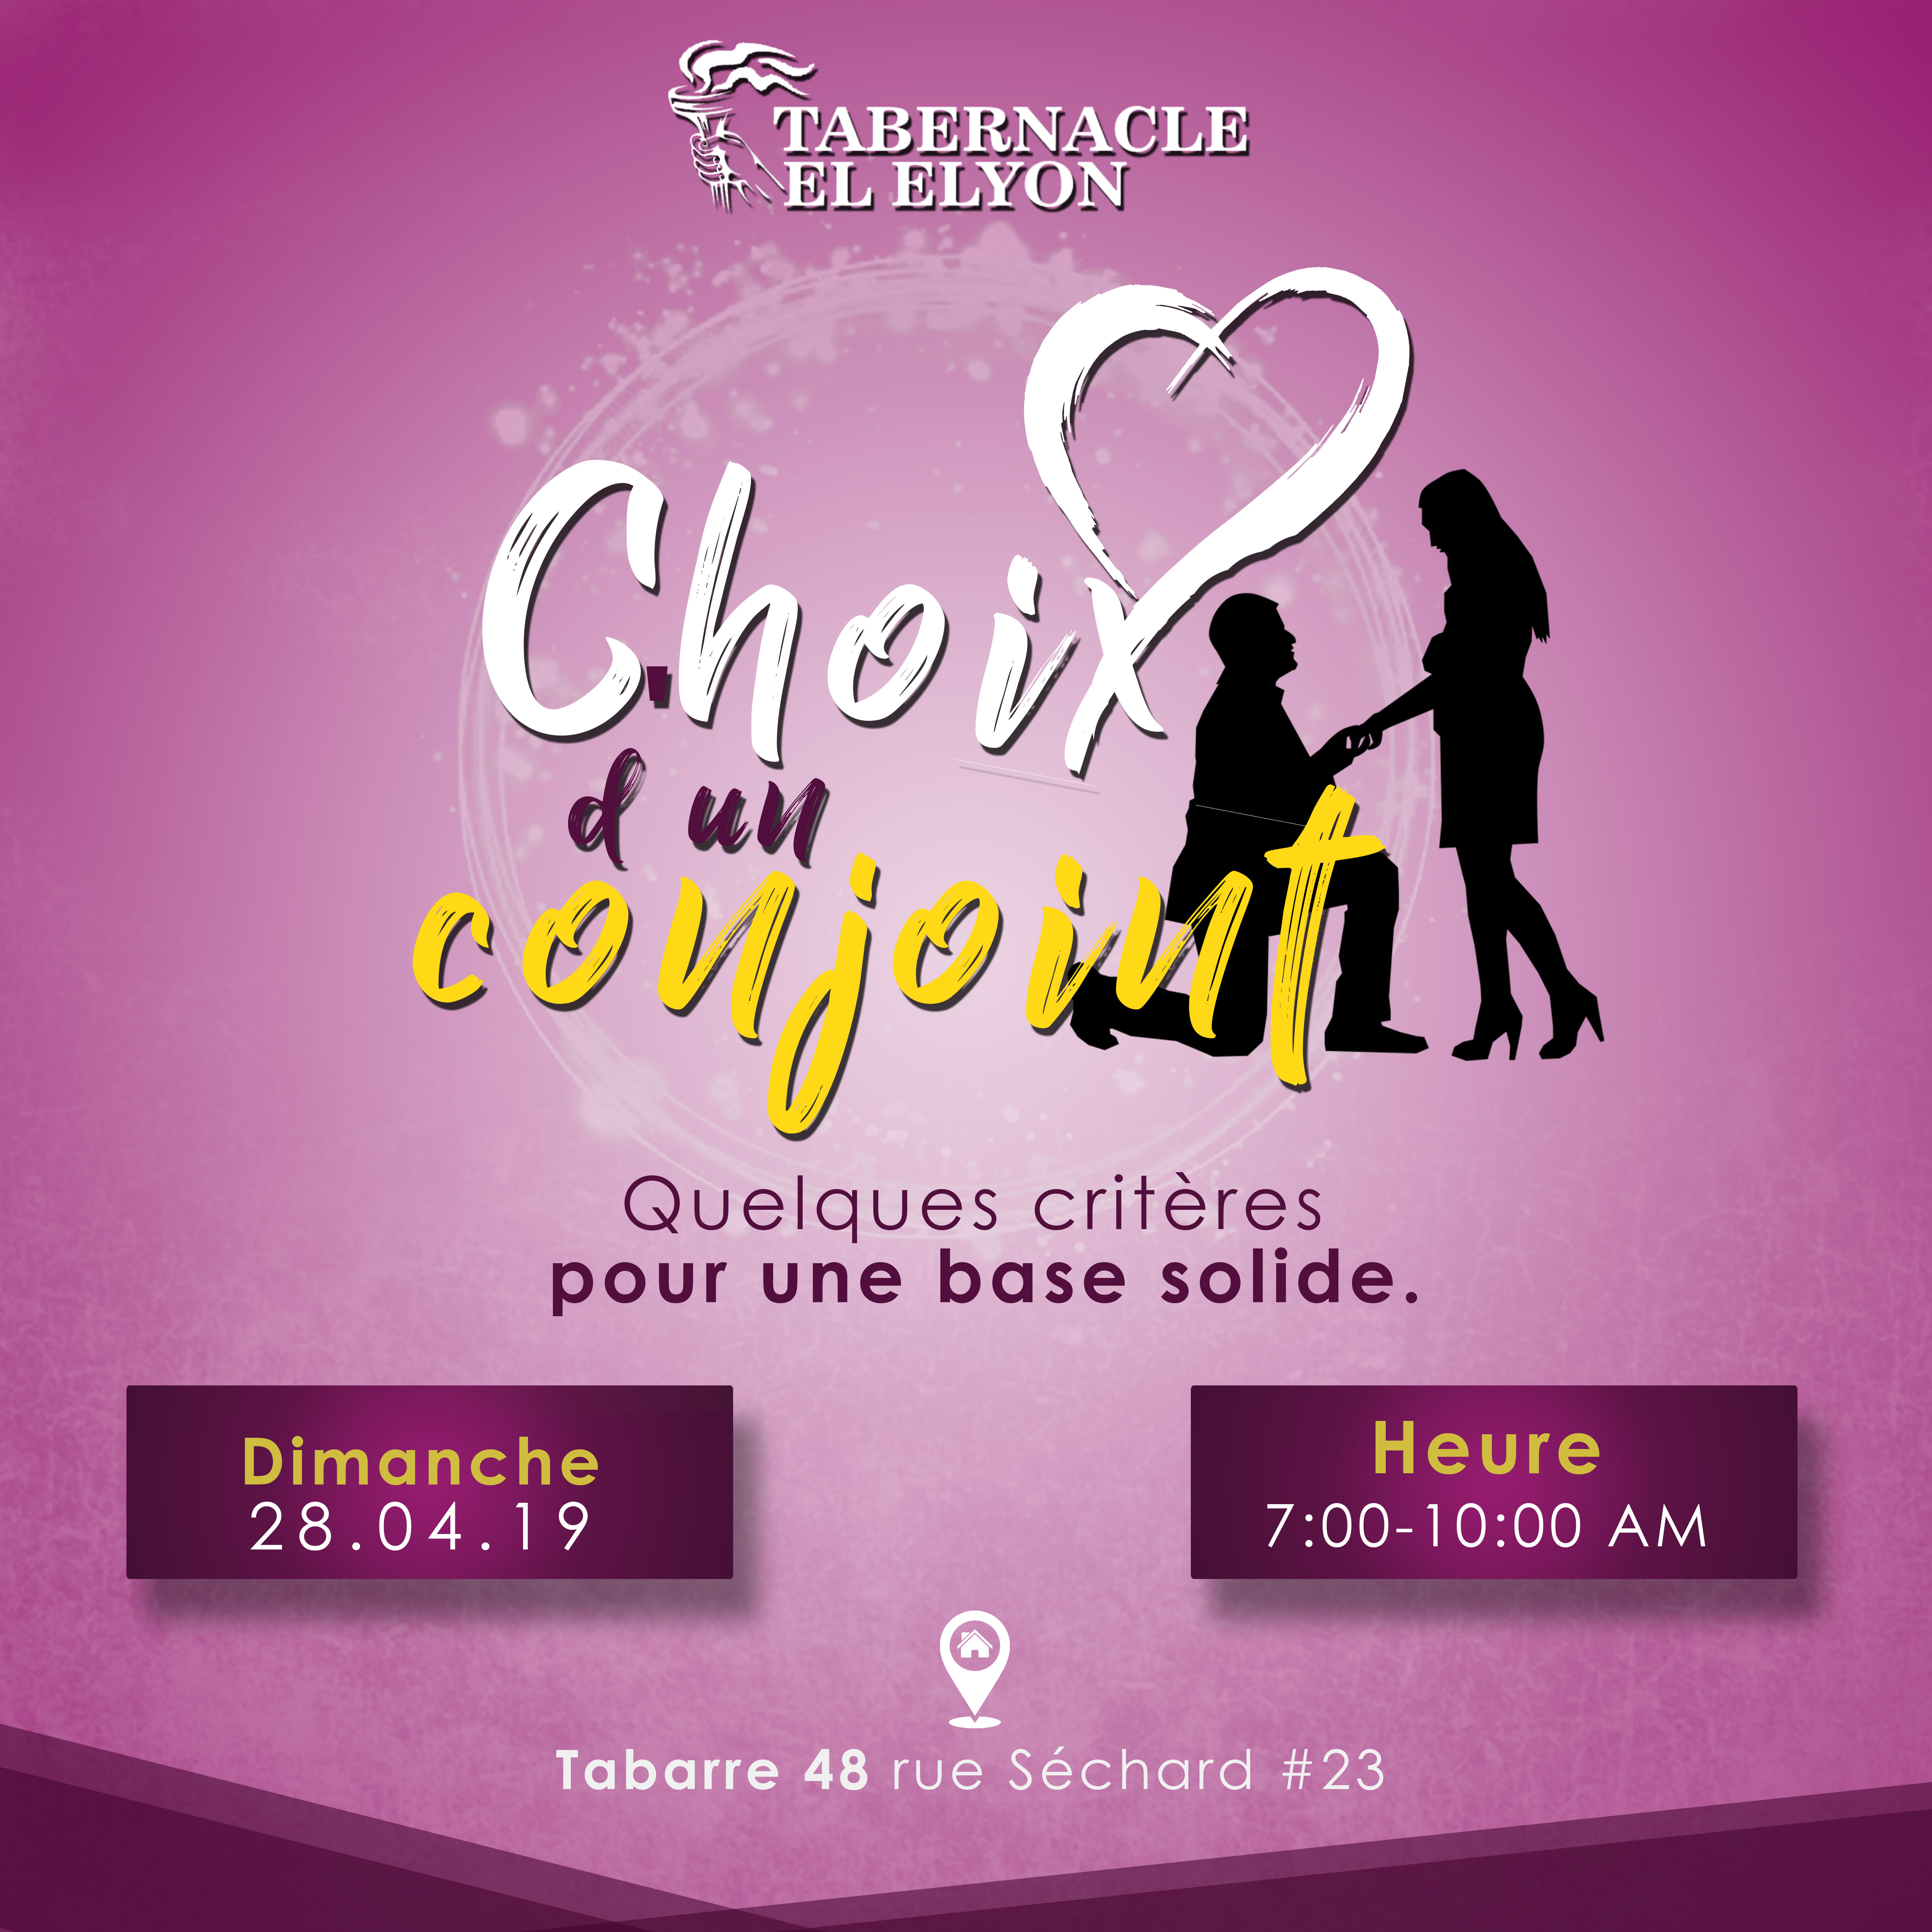 TABERNACLE
EL ELYON
Choix
d'un
conjoint
Quelques critères
pour une base solide.
Dimanche
28.04.19
Heure
7:00-10:00 AM
Tabarre 48 rue Séchard #23